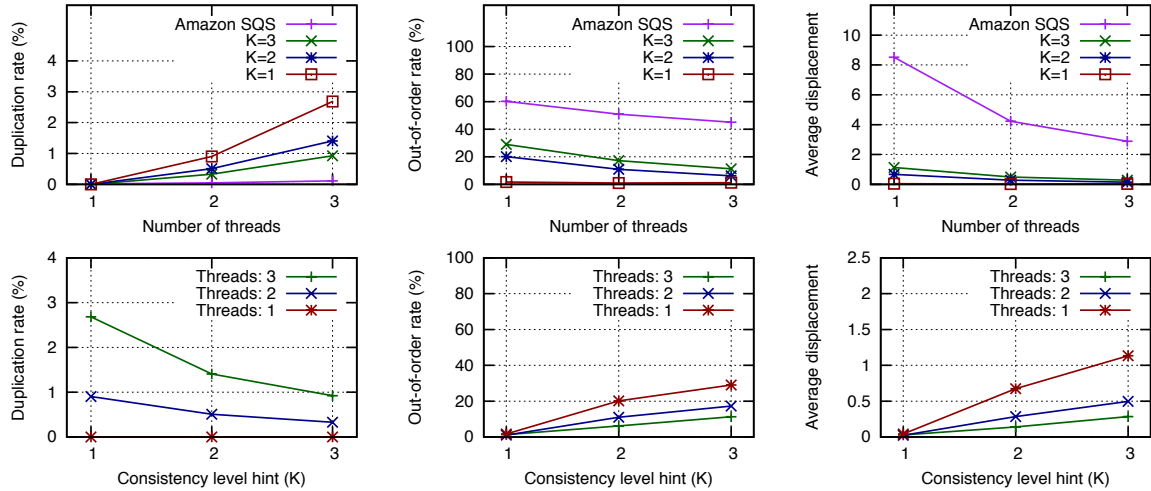 Duplication rate (%)
4
3
2
1
0
Amazon SQS
K=3
K=2
K=1
1 2 3
Number of threads
Out-of-order rate (%)
100
80
60
40
20
0
Amazon SQS
K=3
K=2
K=1
1 2 3
Number of threads
Average displacement
10
8
6
4
2
0
Amazon SQS
K=3
K=2
K=1
1 2 3
Number of threads
Duplication rate (%)
4
3
2
1
0
Threads: 3
Threads: 2
Threads: 1
1 2 3
Consistency level hint (K)
Out-of-order rate (%)
100
80
60
40
20
0
Threads: 3
Threads: 2
Threads: 1
1 2 3
Consistency level hint (K)
Average displacement
2.5
2
1.5
1
0.5
0
Threads: 3
Threads: 2
Threads: 1
1 2 3
Consistency level hint (K)